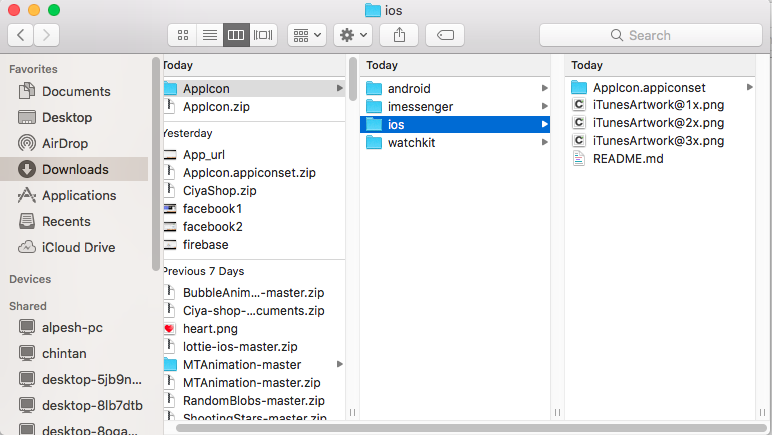 ios
Search
Favorites
Documents
Desktop
AirDrop
Downloads
Applications
Recents
iCloud Drive
Devices
Shared
alpesh-pc
chintan
desktop-5jb9n...
desktop-8lb7dtb
desktop-8oga...
Today
AppIcon
AppIcon.zip
Yesterday
App_url
AppIcon.appiconset.zip
CiyaShop.zip
facebook1
facebook2
firebase
Previous 7 Days
BubbleAnim...-master.zip
Ciya-shop-...cuments.zip
heart.png
lottie-ios-master.zip
MTAnimation-master
MTAnimation-master.zip
RandomBlobs-master.zip
ShootingStars-master.zip
Today
android
imessenger
ios
watchkit
Today
AppIcon.appiconset
iTunesArtwork@1x.png
iTunesArtwork@2x.png
iTunesArtwork@3x.png
README.md